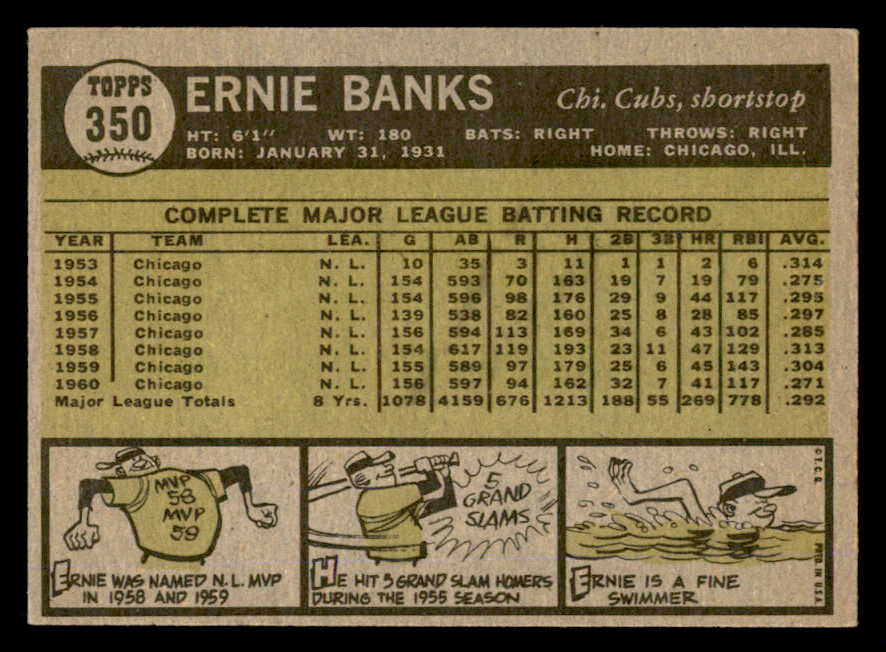 TOPPS
350
ERNIE BANKS Chi. Cubs, shortstop
HT: 6'1" WT: 180 BATS: RIGHT THROWS: RIGHT
BORN: JANUARY 31, 1931 HOME: CHICAGO, ILL.
COMPLETE MAJOR LEAGUE BATTING RECORD
YEAR TEAM LEA. G AB R H 2B 3B HR RBI AVG.
1953 Chicago N. L. 10 35 3 11 1 1 2 6 .314
1954 Chicago N. L. 154 593 70 163 19 7 19 79 .275
1955 Chicago N. L. 154 596 98 176 29 9 44 117 .295
1956 Chicago N. L. 139 538 82 160 25 8 28 85 .297
1957 Chicago N. L. 156 594 113 169 34 6 43 102 .285
1958 Chicago N. L. 154 617 119 193 23 11 47 129 .313
1959 Chicago N. L. 155 589 97 179 25 6 45 143 .304
1960 Chicago N. L. 156 597 94 162 32 7 41 117 .271
Major League Totals 8 Yrs. 1078 4159 676 1213 188 55 269 778 .292
MVP
58
MVP
59
ERNIE WAS NAMED N.L. MVP
IN 1958 AND 1959
5
GRAND
SLAMS
HE HIT 5 GRAND SLAM HOMERS
DURING THE 1955 SEASON
ERNIE IS A FINE
SWIMMER
© T.C.G. PRTD. IN U.S.A.